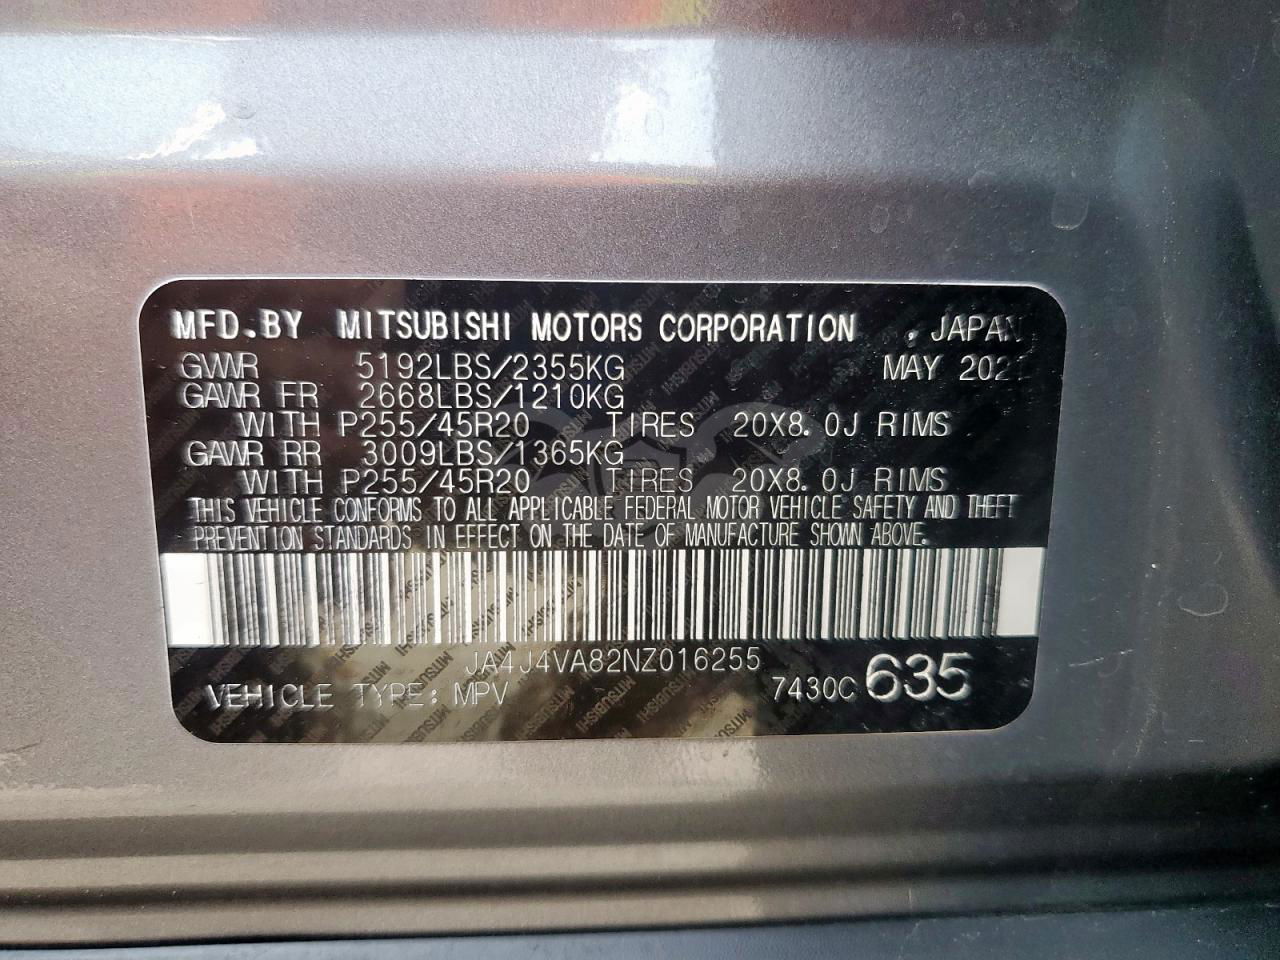 MFD.BY MITSUBISHI MOTORS CORPORATION , JAPAN
GVWR 5192LBS/2355KG MAY
GAWR FR 2668LBS/1210KG
WITH P255/45R20 TIRES 20X8.0J RIMS
GAWR RR 3009LBS/1365KG
WITH P255/45R20 TIRES 20X8.0J RIMS
THIS VEHICLE CONFORMS TO ALL APPLICABLE FEDERAL MOTOR VEHICLE SAFETY AND THEFT
PREVENTION STANDARDS IN EFFECT ON THE DATE OF MANUFACTURE SHOWN ABOVE.
JA4J4VA82NZ016255
VEHICLE TYPE: MPV 7430C 635